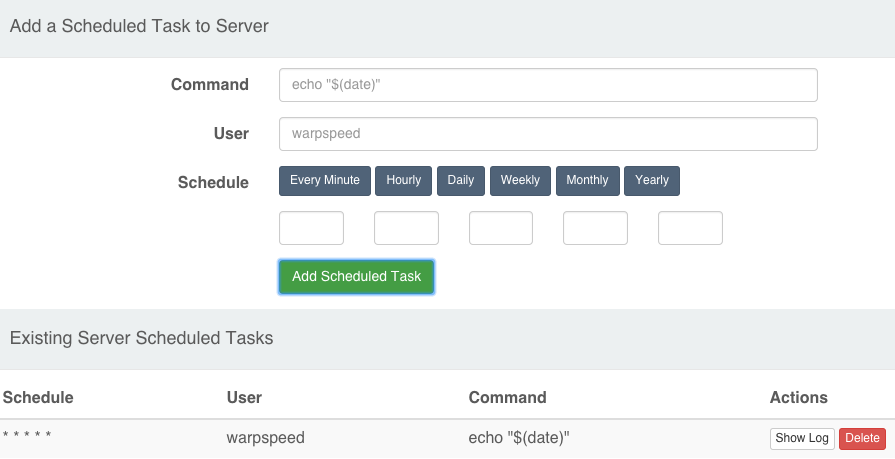 Add a Scheduled Task to Server
Command echo "$(date)"
User warpspeed
Schedule Every Minute Hourly Daily Weekly Monthly Yearly
Add Scheduled Task
Existing Server Scheduled Tasks
Schedule User Command Actions
* * * * * warpspeed echo "$(date)" Show Log Delete